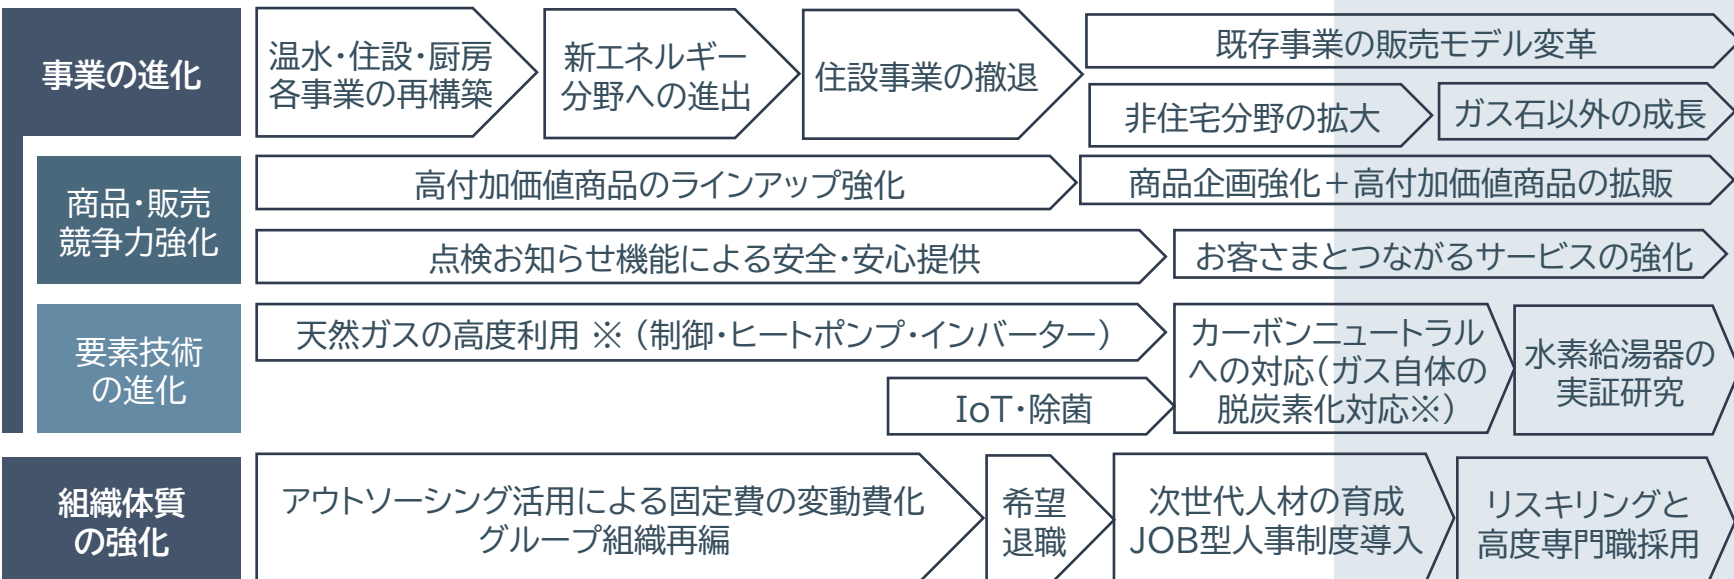 事業の進化
温水・住設・厨房
各事業の再構築
新エネルギー
分野への進出
住設事業の撤退
既存事業の販売モデル変革
非住宅分野の拡大
ガス石以外の成長
商品・販売
競争力強化
高付加価値商品のラインアップ強化
商品企画強化＋高付加価値商品の拡販
点検お知らせ機能による安全・安心提供
お客さまとつながるサービスの強化
要素技術
の進化
天然ガスの高度利用 ※ （制御・ヒートポンプ・インバーター）
IoT・除菌
カーボンニュートラル
への対応（ガス自体の
脱炭素化対応※）
水素給湯器の
実証研究
組織体質
の強化
アウトソーシング活用による固定費の変動費化
グループ組織再編
希望
退職
次世代人材の育成
JOB型人事制度導入
リスキリングと
高度専門職採用